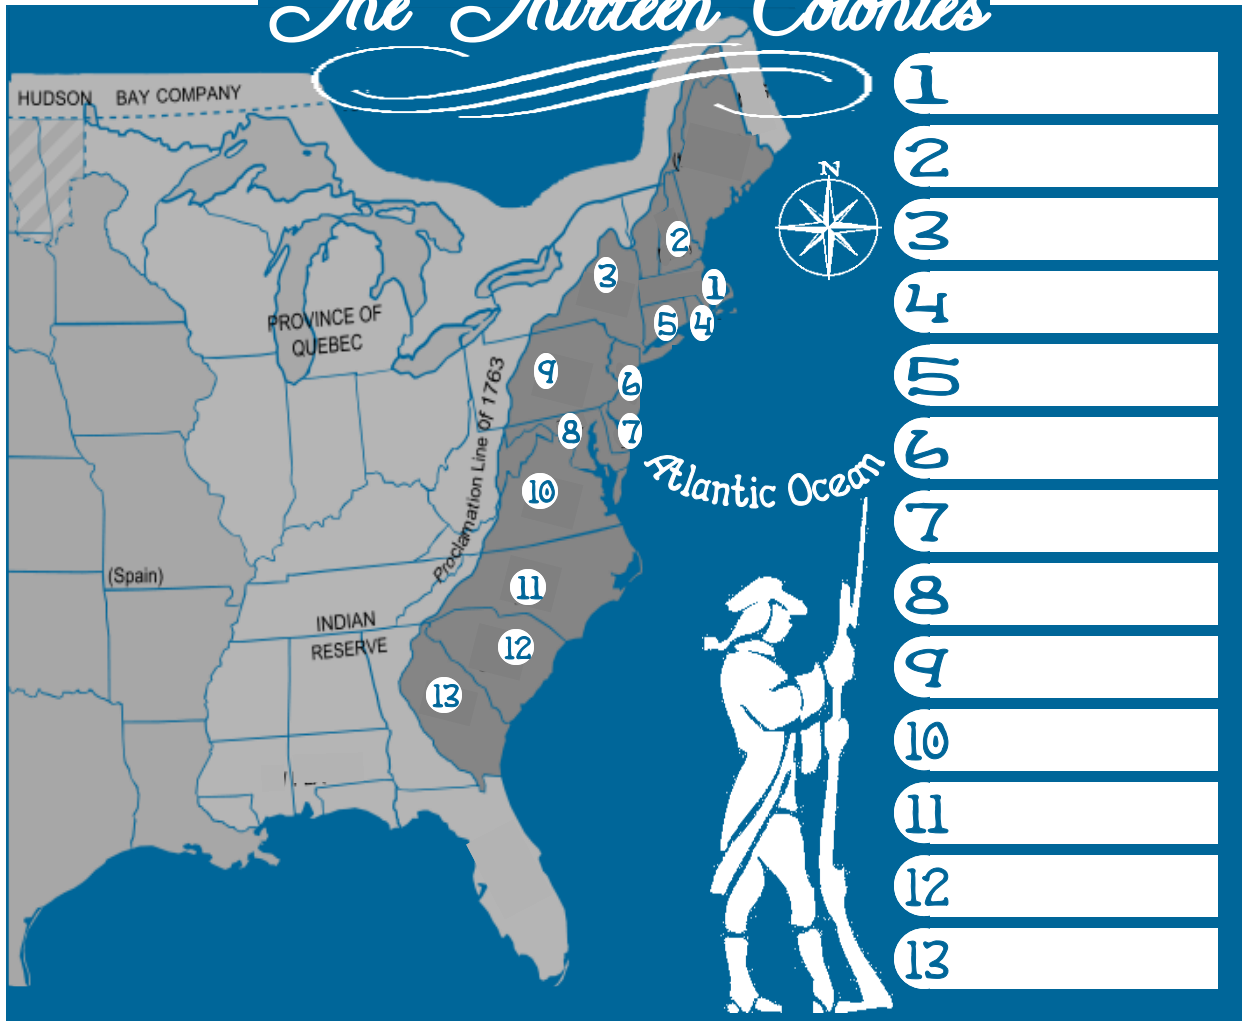 The Thirteen Colonies
HUDSON BAY COMPANY
N
1
2
3
4
5
6
7
8
9
10
11
12
13
2
3
1
5
4
PROVINCE OF
QUEBEC
9
6
8
7
Proclamation Line Of 1763
Atlantic Ocean
10
(Spain)
11
INDIAN
RESERVE
12
13